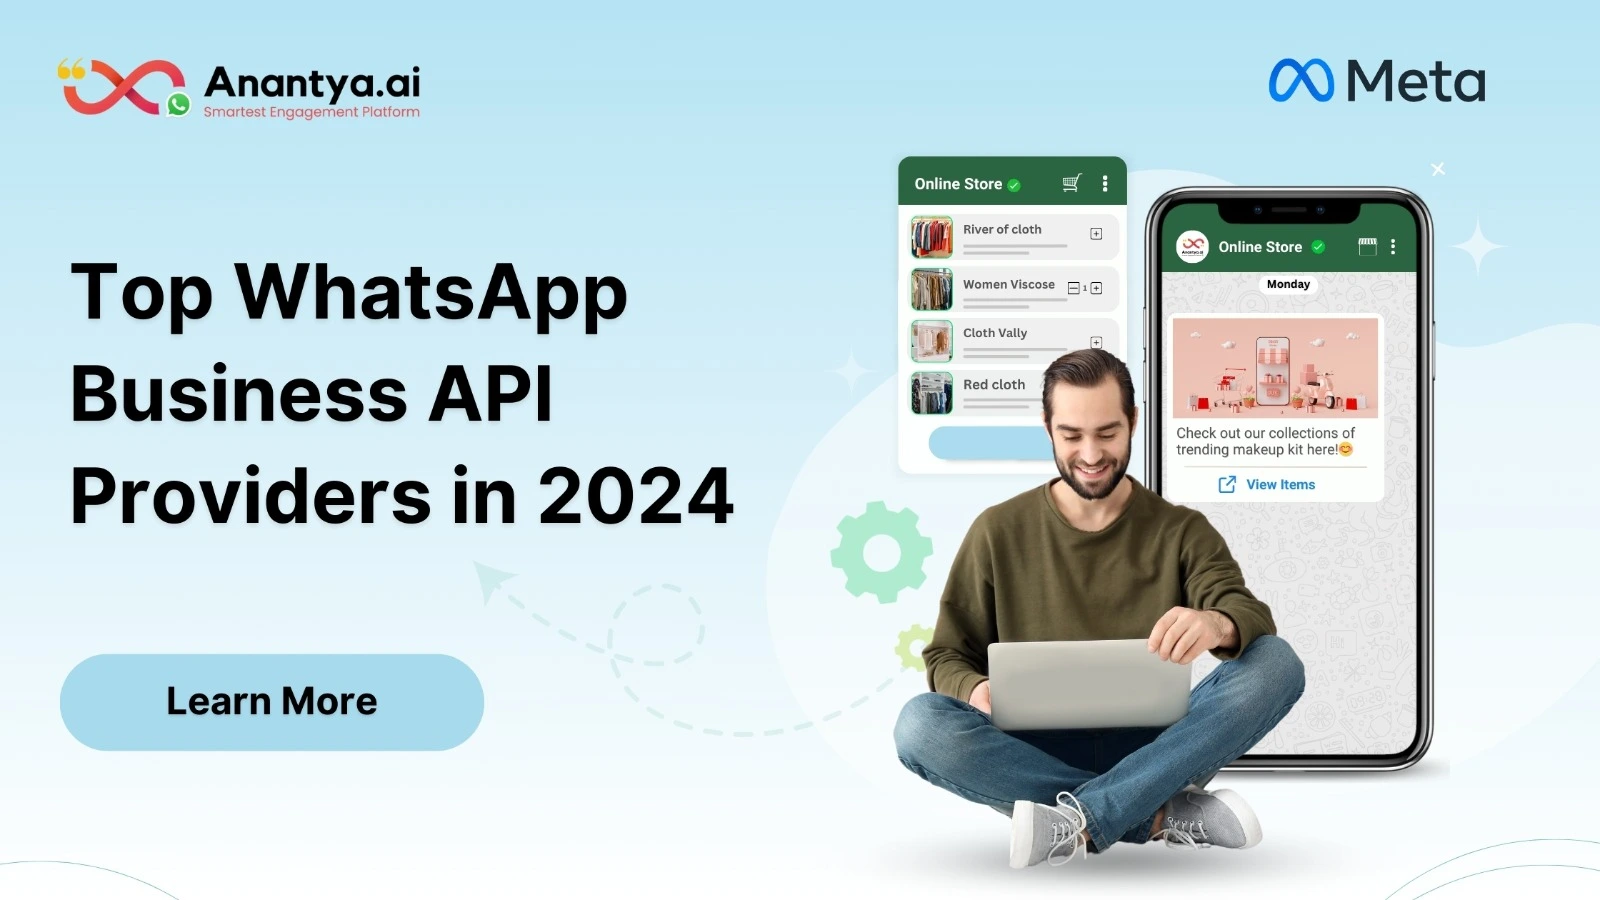 Anantya.ai
Smartest Engagement Platform
Meta
Top WhatsApp
Business API
Providers in 2024
Learn More
Online Store
River of cloth
Women Viscose
1
Cloth Vally
Red cloth
Online Store
Monday
Check out our collections of
trending makeup kit here!😊
View Items